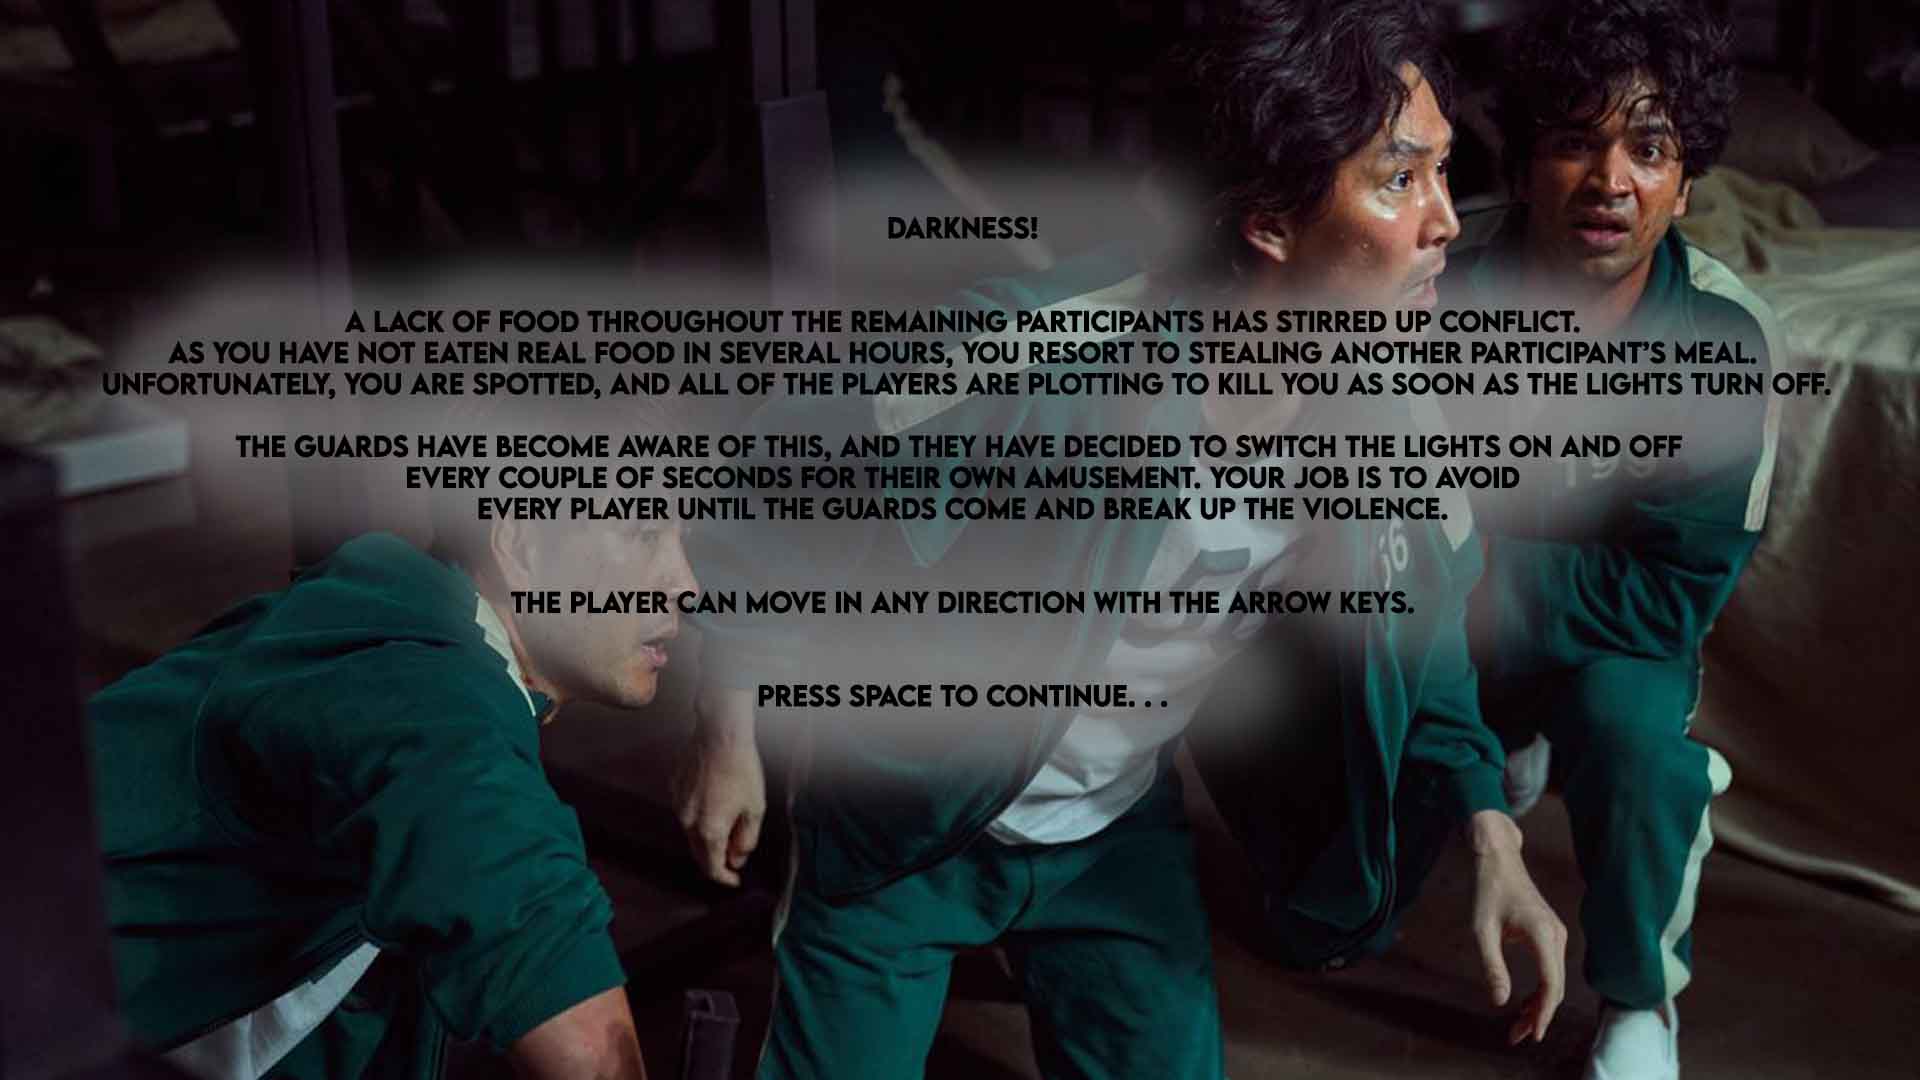 DARKNESS!
A LACK OF FOOD THROUGHOUT THE REMAINING PARTICIPANTS HAS STIRRED UP CONFLICT.
AS YOU HAVE NOT EATEN REAL FOOD IN SEVERAL HOURS, YOU RESORT TO STEALING ANOTHER PARTICIPANT'S MEAL.
UNFORTUNATELY, YOU ARE SPOTTED, AND ALL OF THE PLAYERS ARE PLOTTING TO KILL YOU AS SOON AS THE LIGHTS TURN OFF.
THE GUARDS HAVE BECOME AWARE OF THIS, AND THEY HAVE DECIDED TO SWITCH THE LIGHTS ON AND OFF
EVERY COUPLE OF SECONDS FOR THEIR OWN AMUSEMENT. YOUR JOB IS TO AVOID
EVERY PLAYER UNTIL THE GUARDS COME AND BREAK UP THE VIOLENCE.
THE PLAYER CAN MOVE IN ANY DIRECTION WITH THE ARROW KEYS.
PRESS SPACE TO CONTINUE. . .
199
56